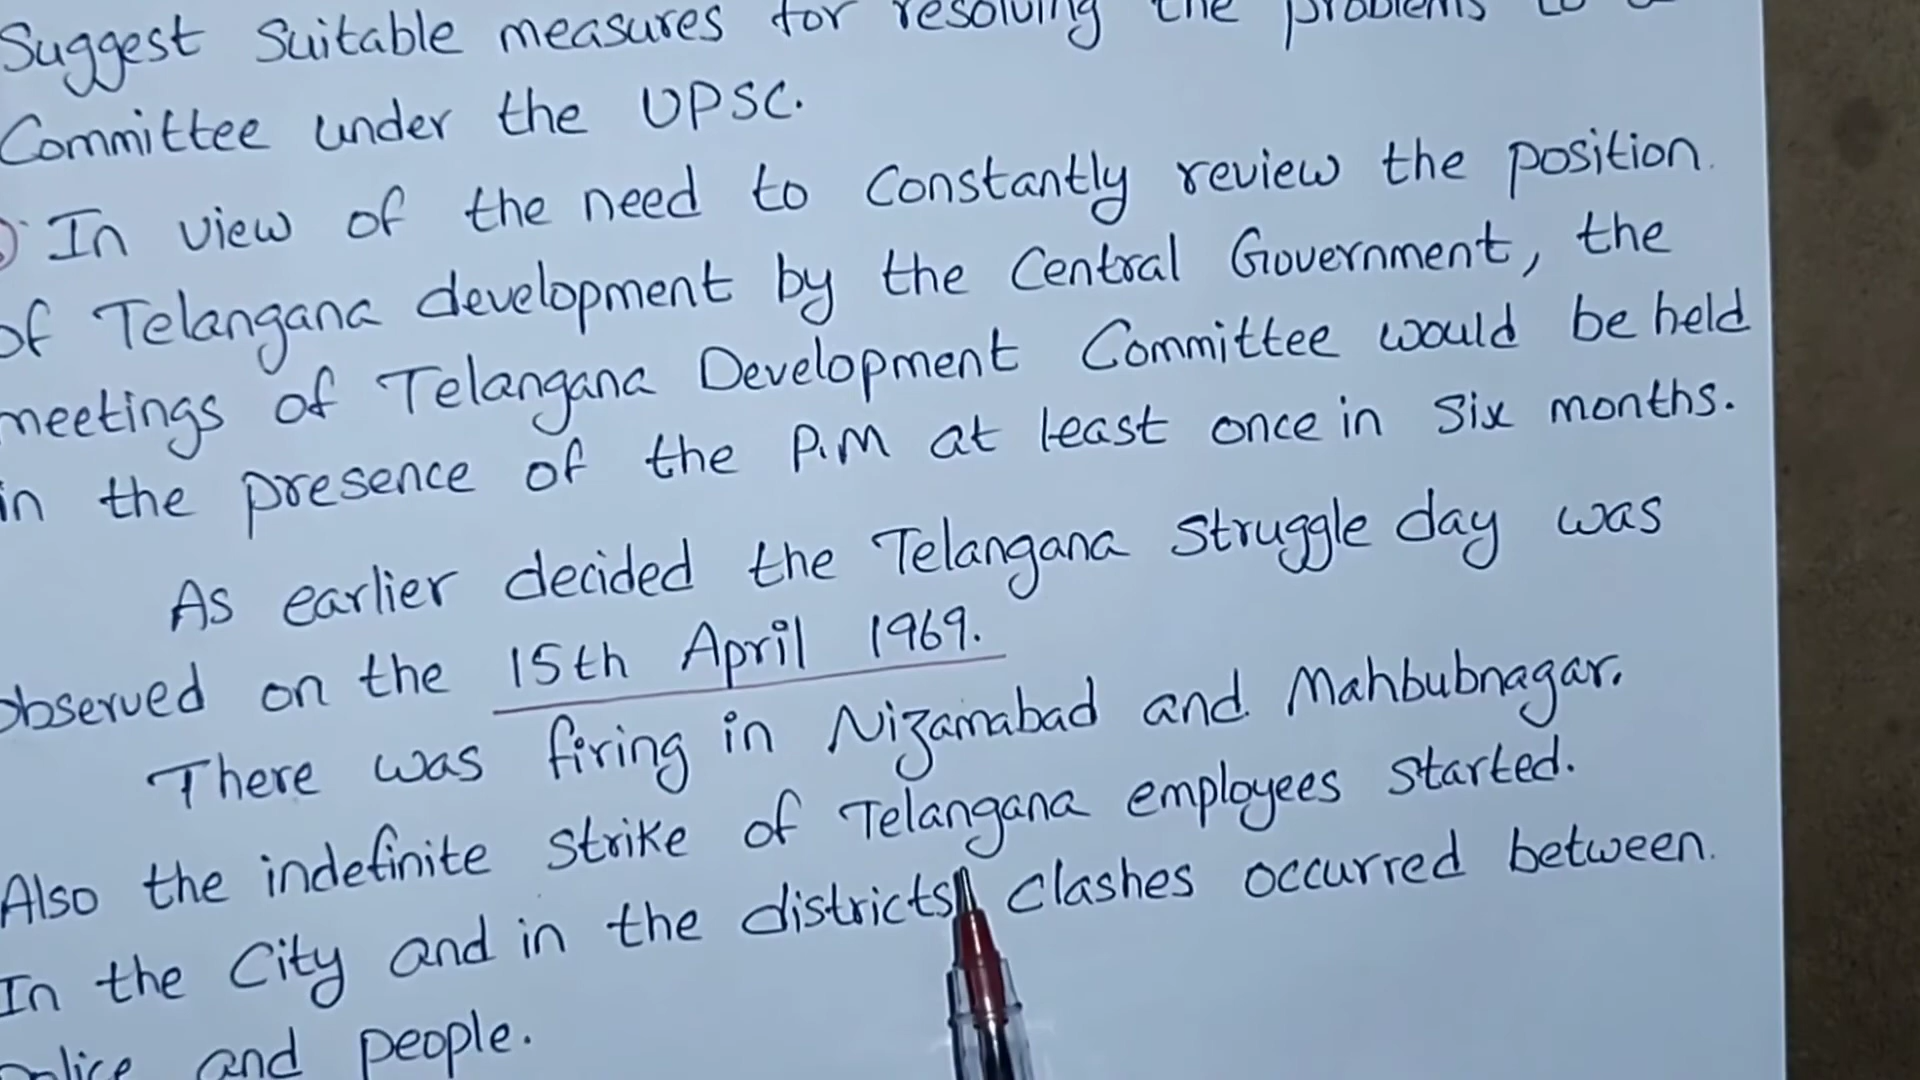 Suggest Suitable measures for resolving the problems to a
Committee under the UPSC.
In view of the need to Constantly review the position
of Telangana development by the Central Government, the
meetings of Telangana Development Committee would be held
in the presence of the P.M at least once in Six months.
As earlier decided the Telangana Struggle day was
observed on the 15th April 1969.
There was firing in Nizamabad and Mahbubnagar.
Also the indefinite strike of Telangana employees started.
In the City and in the districts clashes occurred between
police and people.